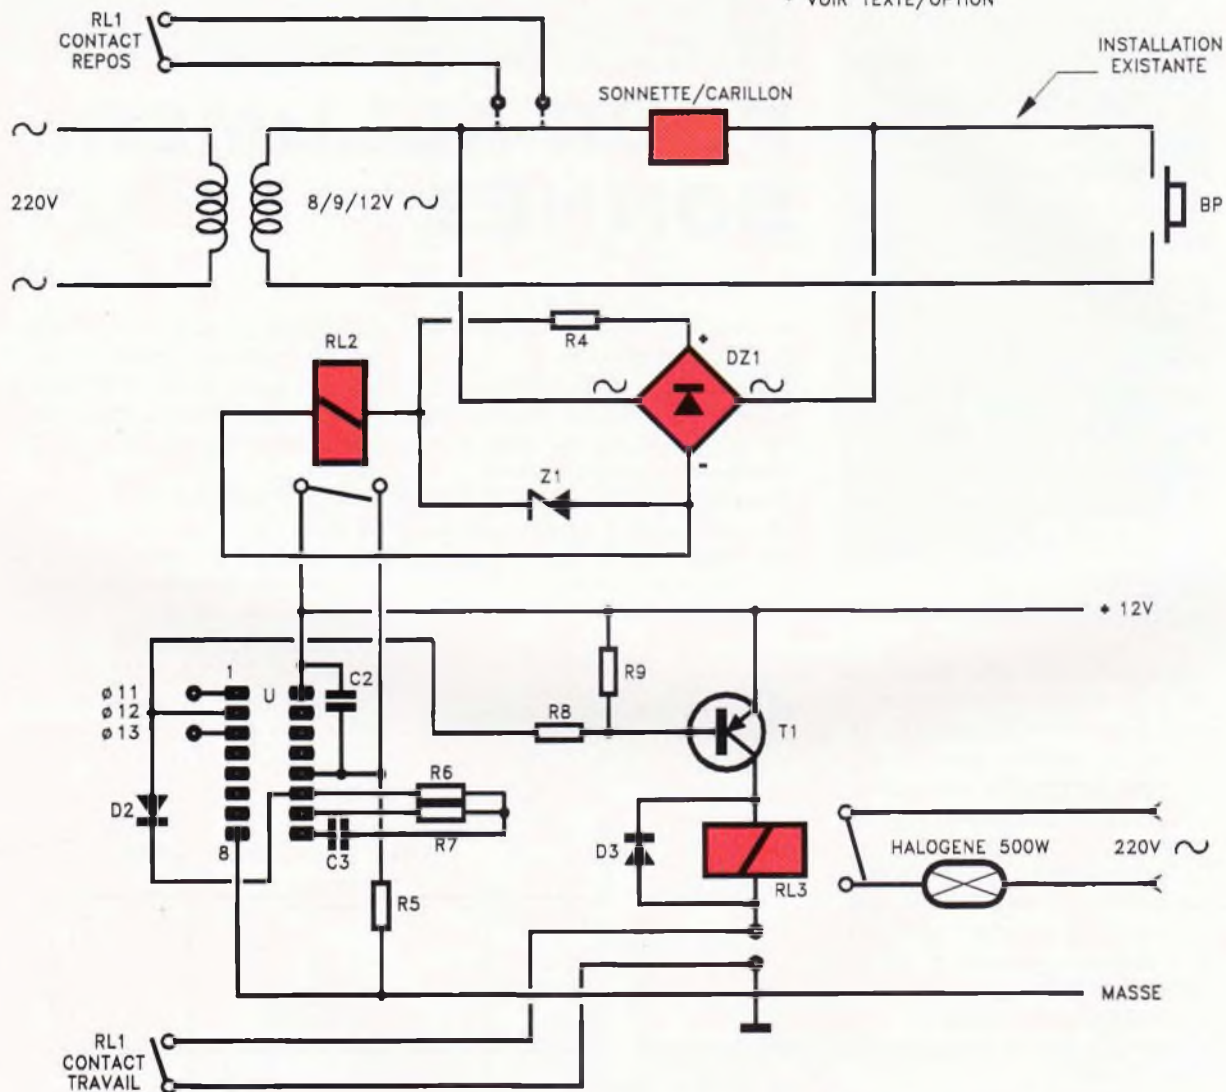 * VOIR TEXTE/OPTION
RL1
CONTACT
REPOS
INSTALLATION
EXISTANTE
SONNETTE/CARILLON
220V
8/9/12V
BP
RL2
R4
+
DZ1
Z1
-
+ 12V
1
U
C2
R9
ø 11
ø 12
ø 13
R8
T1
R6
D2
R7
C3
8
D3
HALOGENE 500W
220V
RL3
R5
MASSE
RL1
CONTACT
TRAVAIL